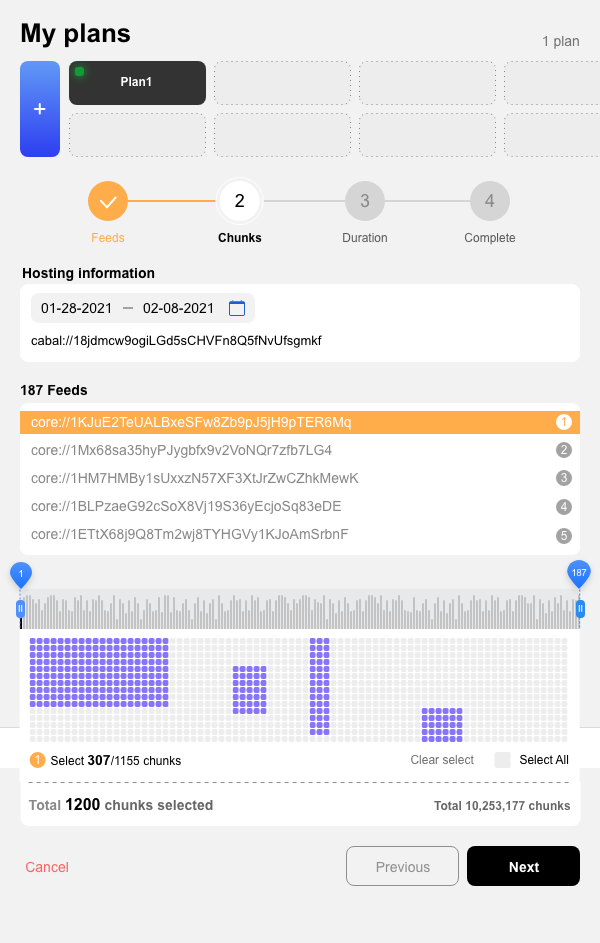 My plans
1 plan
+
Plan1
2
3
4
Feeds
Chunks
Duration
Complete
Hosting information
01-28-2021 — 02-08-2021
cabal://18jdmcw9ogiLGd5sCHVFn8Q5fNvUfsgmkf
187 Feeds
core://1KJuE2TeUALBxeSFw8Zb9pJ5jH9pTER6Mq 1
core://1Mx68sa35hyPJygbfx9v2VoNQr7zfb7LG4 2
core://1HM7HMBy1sUxxzN57XF3XtJrZwCZhkMewK 3
core://1BLPzaeG92cSoX8Vj19S36yEcjoSq83eDE 4
core://1ETtX68j9Q8Tm2wj8TYHGVy1KJoAmSrbnF 5
1
187
1 Select 307/1155 chunks
Clear select
Select All
Total 1200 chunks selected
Total 10,253,177 chunks
Cancel
Previous
Next